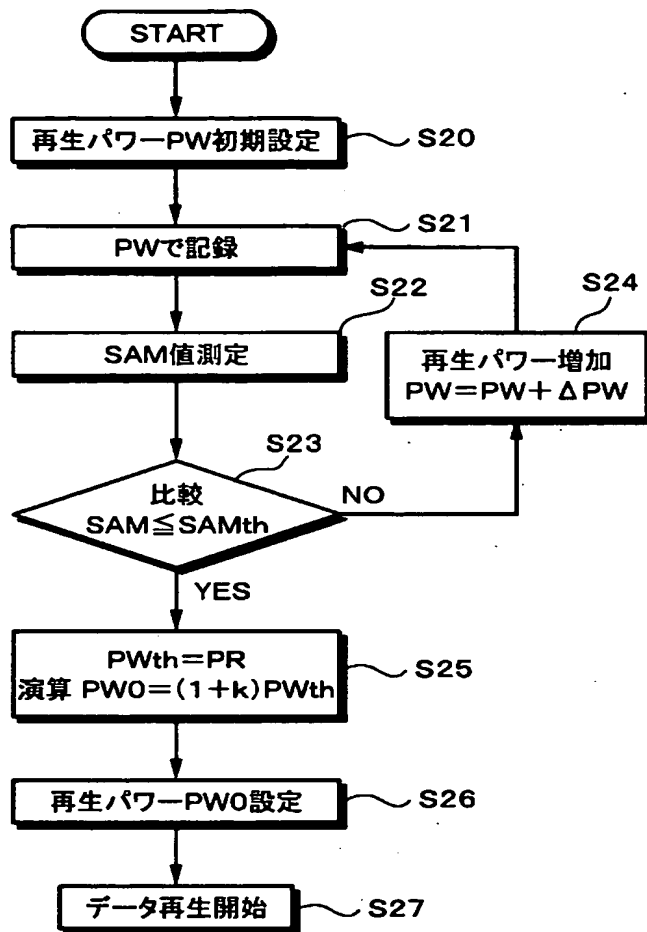 START
再生パワーPW初期設定
S20
PWで記録
S21
SAM値測定
S22
再生パワー増加
PW=PW+ΔPW
S24
比較
SAM≦SAMth
S23
NO
YES
PWth=PR
演算 PW0=(1+k)PWth
S25
再生パワーPW0設定
S26
データ再生開始
S27